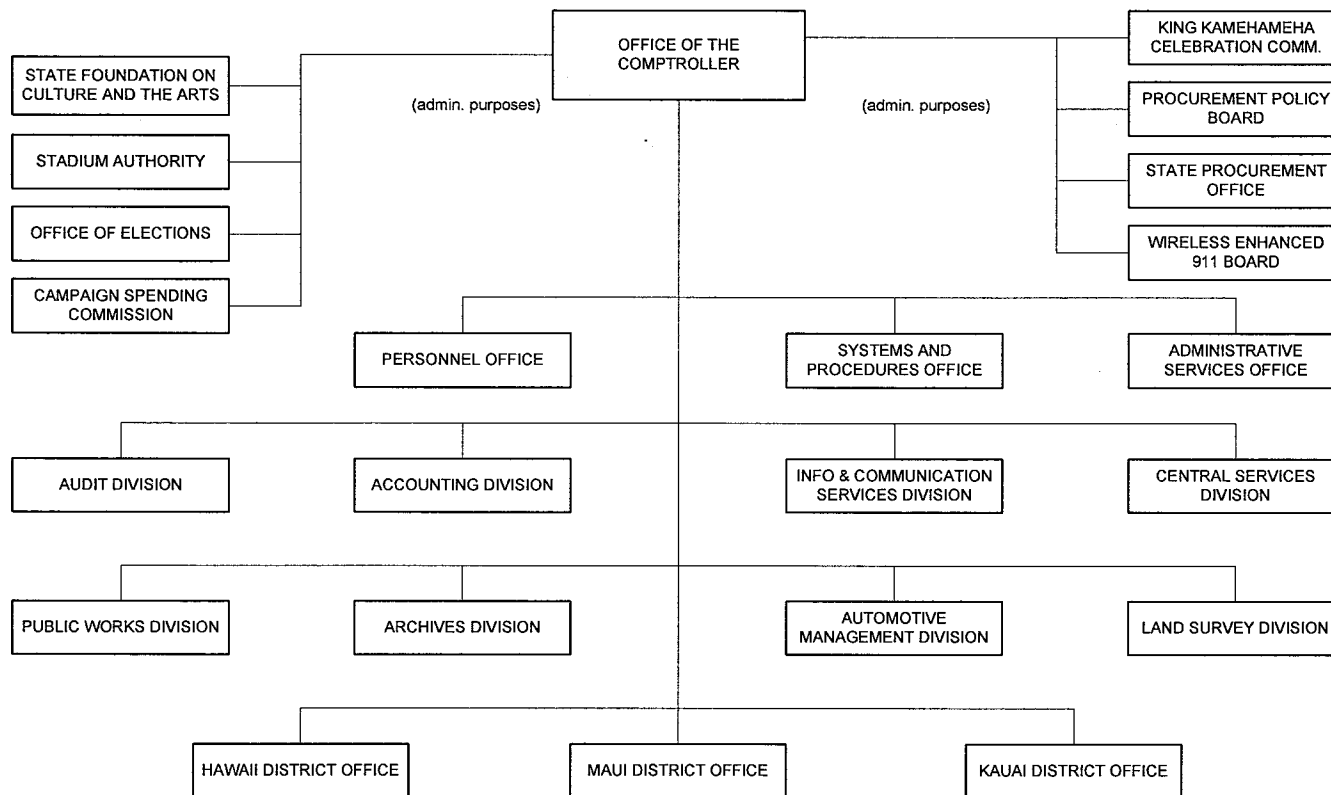 OFFICE OF THE
COMPTROLLER
KING KAMEHAMEHA
CELEBRATION COMM.
STATE FOUNDATION ON
CULTURE AND THE ARTS
(admin. purposes)
(admin. purposes)
PROCUREMENT POLICY
BOARD
STADIUM AUTHORITY
STATE PROCUREMENT
OFFICE
OFFICE OF ELECTIONS
WIRELESS ENHANCED
911 BOARD
CAMPAIGN SPENDING
COMMISSION
PERSONNEL OFFICE
SYSTEMS AND
PROCEDURES OFFICE
ADMINISTRATIVE
SERVICES OFFICE
AUDIT DIVISION
ACCOUNTING DIVISION
INFO & COMMUNICATION
SERVICES DIVISION
CENTRAL SERVICES
DIVISION
PUBLIC WORKS DIVISION
ARCHIVES DIVISION
AUTOMOTIVE
MANAGEMENT DIVISION
LAND SURVEY DIVISION
HAWAII DISTRICT OFFICE
MAUI DISTRICT OFFICE
KAUAI DISTRICT OFFICE